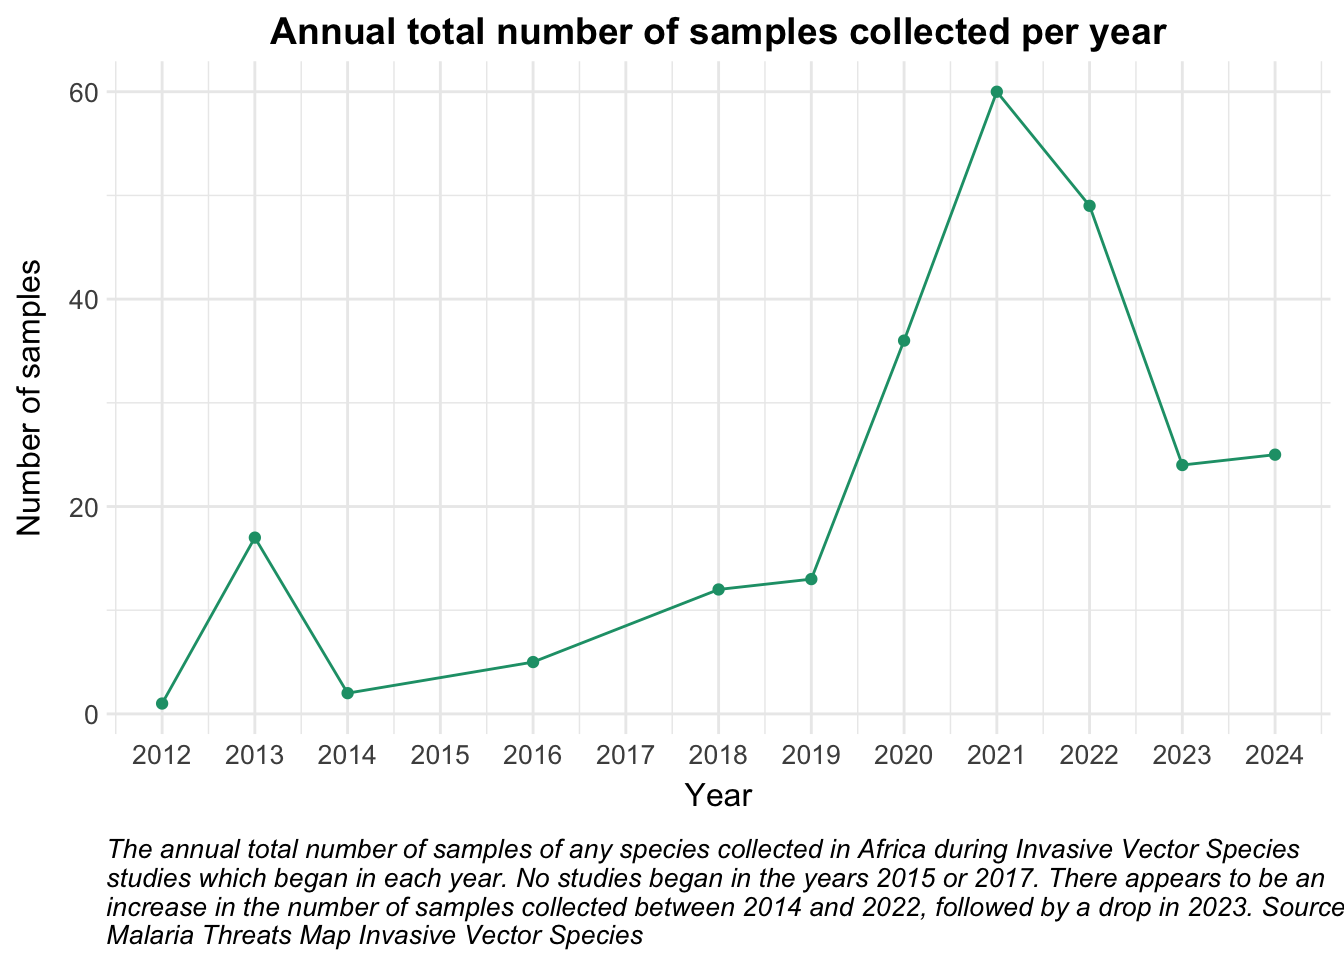 Annual total number of samples collected per year
Number of samples
60
40
20
0
2012 2013 2014 2015 2016 2017 2018 2019 2020 2021 2022 2023 2024
Year
The annual total number of samples of any species collected in Africa during Invasive Vector Species
studies which began in each year. No studies began in the years 2015 or 2017. There appears to be an
increase in the number of samples collected between 2014 and 2022, followed by a drop in 2023. Source
Malaria Threats Map Invasive Vector Species